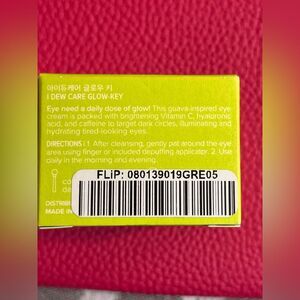 아이듀케어 글로우 키
I DEW CARE GLOW-KEY
Eye need a daily dose of glow! This guava-inspired eye
cream is packed with brightening Vitamin C, hyaluronic
acid, and caffeine to target dark circles, illuminating and
hydrating tired-looking eyes.
DIRECTIONS: 1. After cleansing, gently pat around the eye
area using finger or included depuffing applicator. 2. Use
daily in the morning and evening.
FLiP: 080139019GRE05
DISTRIB
MADE IN